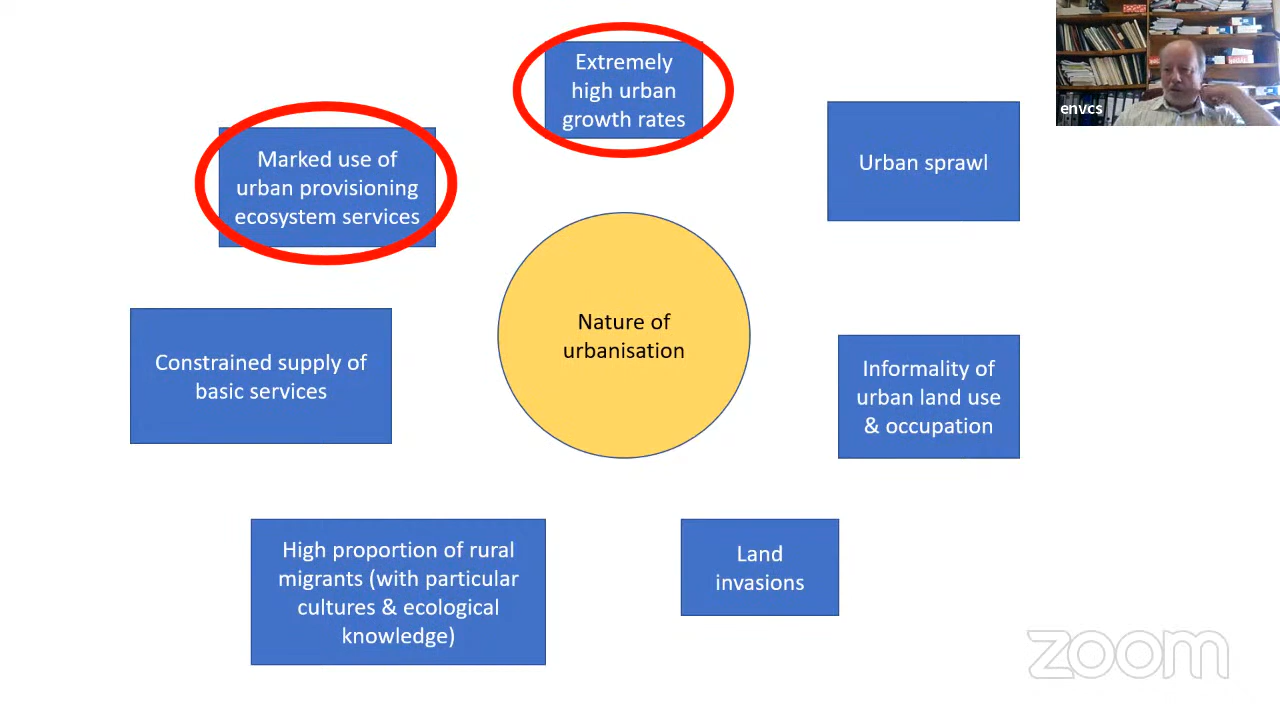 Extremely
high urban
growth rates
envcs
Marked use of
urban provisioning
ecosystem services
Urban sprawl
Nature of
urbanisation
Constrained supply of
basic services
Informality of
urban land use
& occupation
High proportion of rural
migrants (with particular
cultures & ecological
knowledge)
Land
invasions
zoom